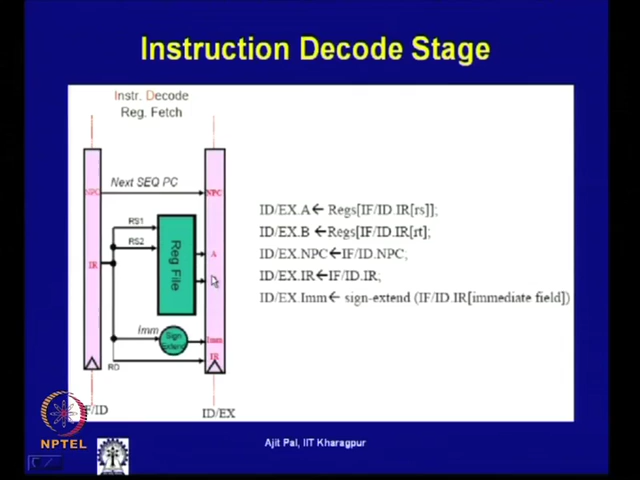 Instruction Decode Stage
Instr. Decode
Reg. Fetch
NPC
Next SEQ PC
NPC
RS1
RS2
Reg File
A
IR
Imm
Sign
Extend
Imm
IR
RD
ID/EX.A← Regs[IF/ID.IR[rs]];
ID/EX.B ←Regs[IF/ID.IR[rt];
ID/EX.NPC←IF/ID.NPC;
ID/EX.IR←IF/ID.IR;
ID/EX.Imm← sign-extend (IF/ID.IR[immediate field])
F/ID
ID/EX
NPTEL
Ajit Pal, IIT Kharagpur